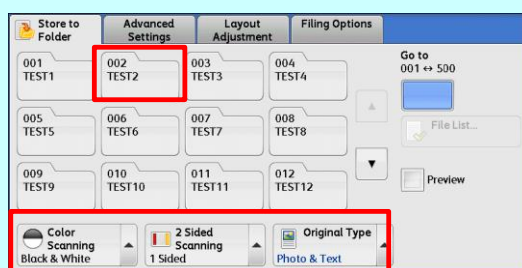 Store to
Folder
Advanced
Settings
Layout
Adjustment
Filing Options
001
TEST1
002
TEST2
003
TEST3
004
TEST4
Go to
001 ↔ 500
005
TEST5
006
TEST6
007
TEST7
008
TEST8
File List...
009
TEST9
010
TEST10
011
TEST11
012
TEST12
Preview
Color
Scanning
Black & White
2 Sided
Scanning
1 Sided
Original Type
Photo & Text